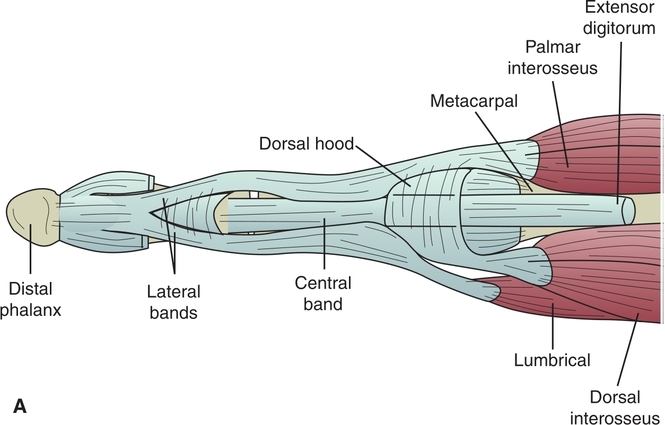 Extensor
digitorum
Palmar
interosseus
Metacarpal
Dorsal hood
Distal
phalanx
Lateral
bands
Central
band
Lumbrical
Dorsal
interosseus
A